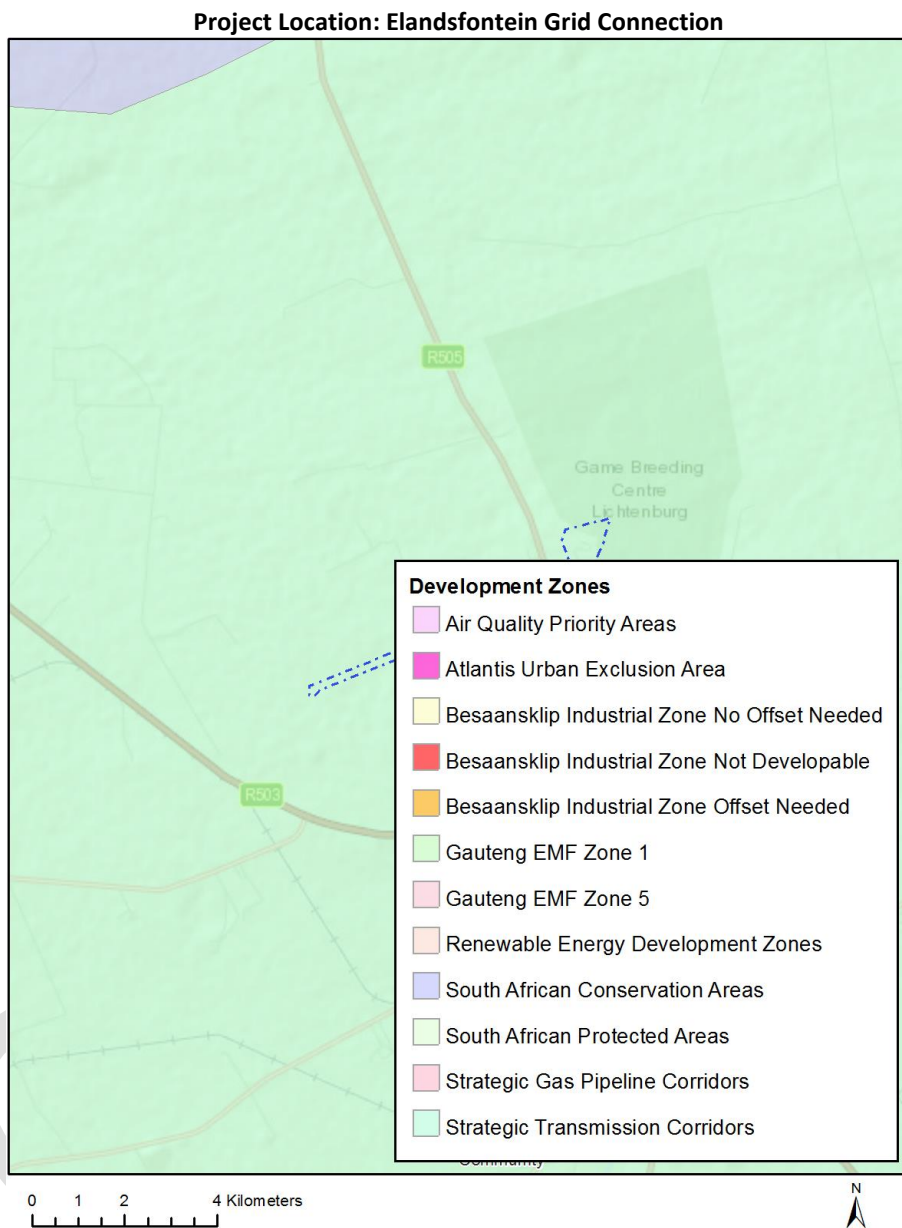 Project Location: Elandsfontein Grid Connection
R505
Game Breeding
Centre
Lichtenburg
R503
Development Zones
Air Quality Priority Areas
Atlantis Urban Exclusion Area
Besaansklip Industrial Zone No Offset Needed
Besaansklip Industrial Zone Not Developable
Besaansklip Industrial Zone Offset Needed
Gauteng EMF Zone 1
Gauteng EMF Zone 5
Renewable Energy Development Zones
South African Conservation Areas
South African Protected Areas
Strategic Gas Pipeline Corridors
Strategic Transmission Corridors
Community
0 1 2 4 Kilometers
N